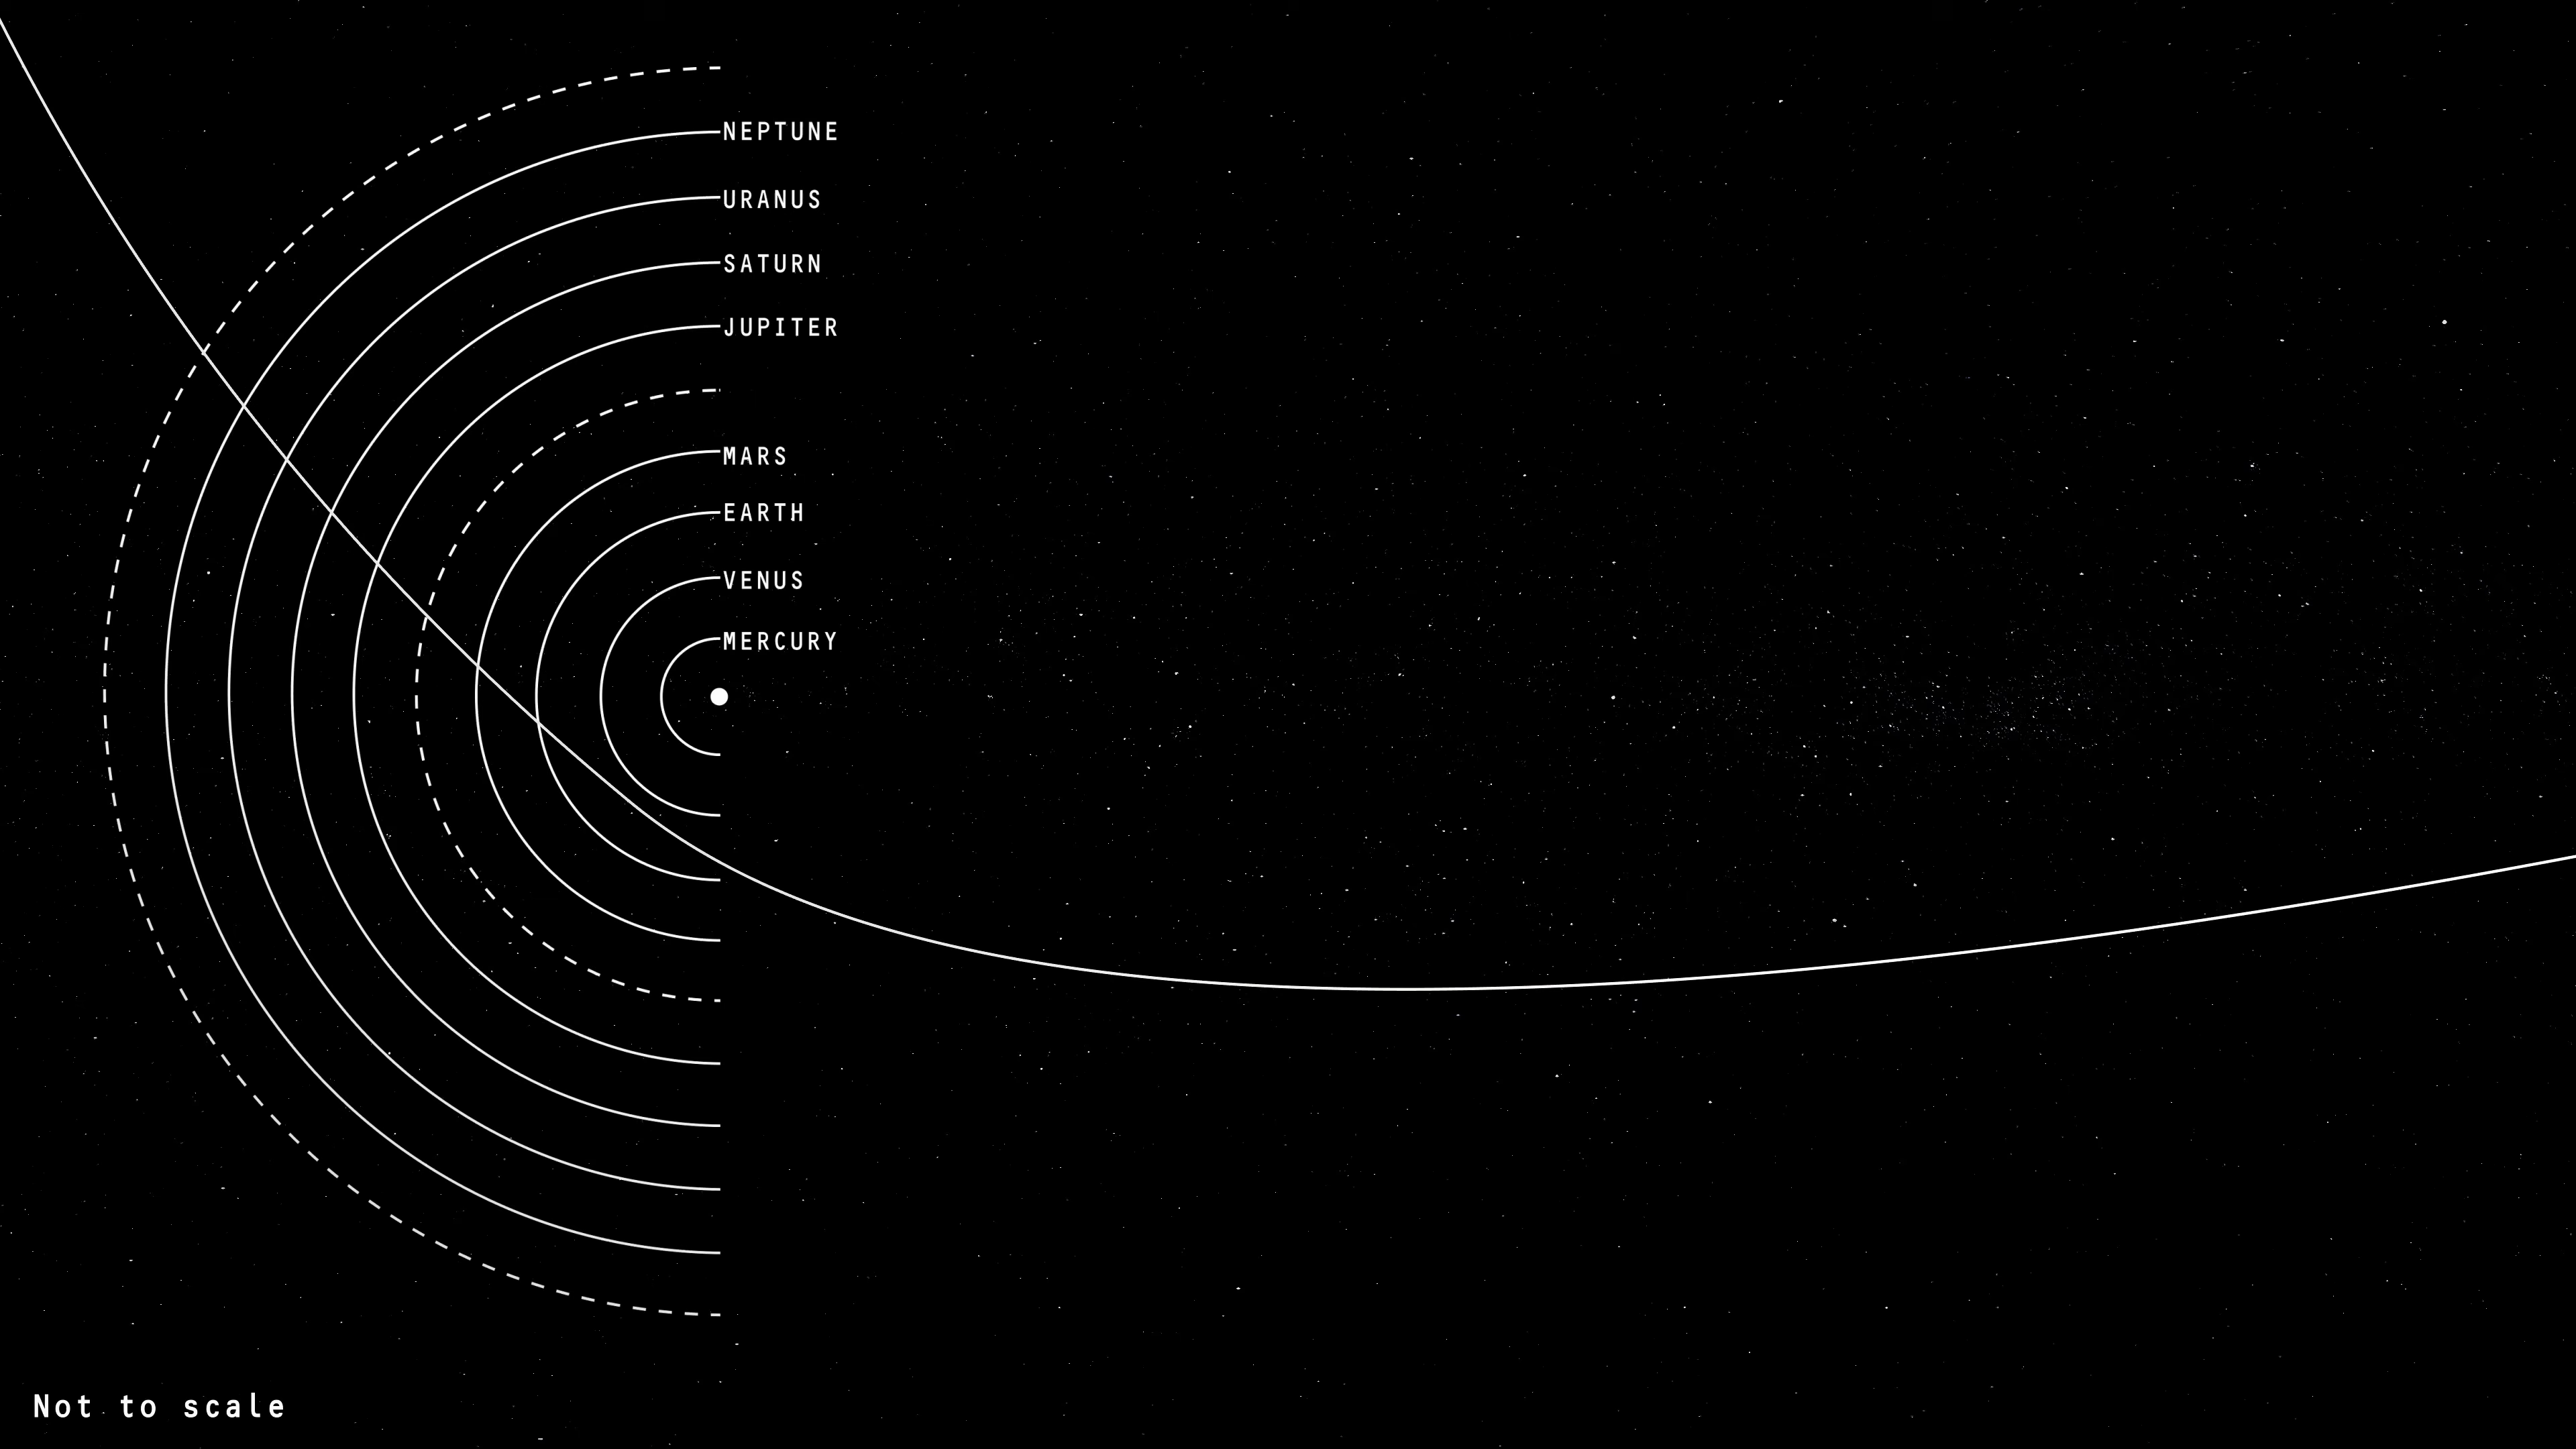 NEPTUNE
URANUS
SATURN
JUPITER
MARS
EARTH
VENUS
MERCURY
Not to scale